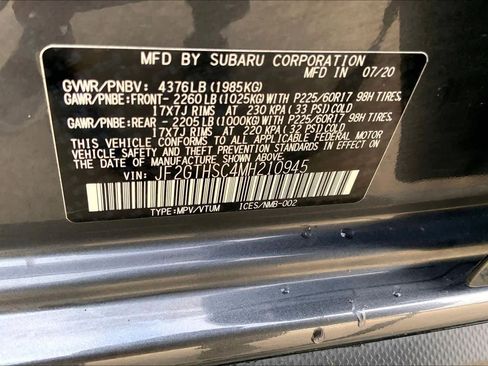 MFD BY SUBARU CORPORATION
MFD IN 07/20
GVWR/PNBV: 4376LB (1985KG)
GAWR/PNBE:FRONT- 2260LB (1025KG) WITH P225/60R17 98H TIRES,
17X7J RIMS AT 230 KPA (33 PSI) COLD
GAWR/PNBE:REAR - 2205LB (1000KG) WITH P225/60R17 98H TIRES,
17X7J RIMS AT 220 KPA (32 PSI) COLD
THIS VEHICLE CONFORMS TO ALL APPLICABLE FEDERAL MOTOR
VEHICLE SAFETY, BUMPER, AND THEFT PREVENTION STANDARDS
IN EFFECT ON THE DATE OF MANUFACTURE SHOWN ABOVE.
VIN: JF2GTHSC4MH210945
TYPE:MPV/VTUM ICES/NMB-002